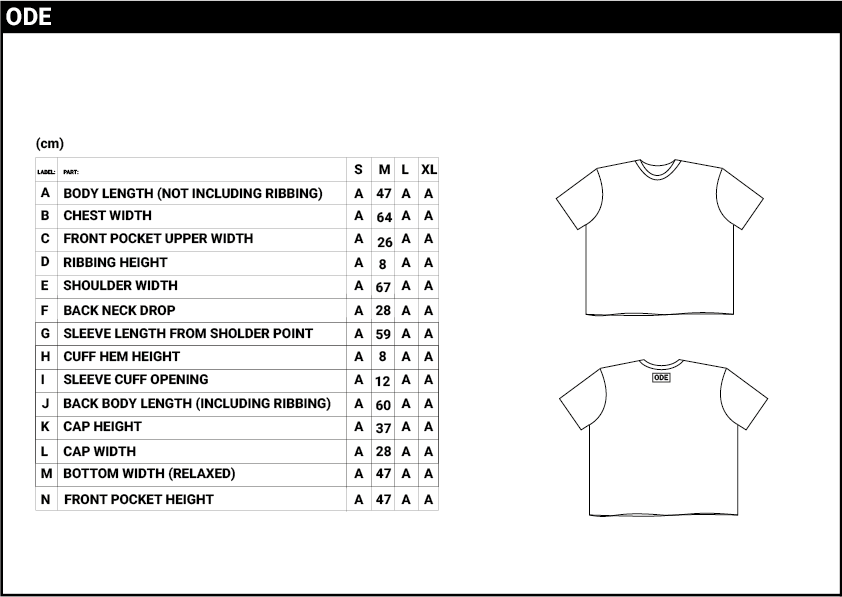 ODE
(cm)
LABEL: PART: S M L XL
A BODY LENGTH (NOT INCLUDING RIBBING) A 47 A A
B CHEST WIDTH A 64 A A
C FRONT POCKET UPPER WIDTH A 26 A A
D RIBBING HEIGHT A 8 A A
E SHOULDER WIDTH A 67 A A
F BACK NECK DROP A 28 A A
G SLEEVE LENGTH FROM SHOLDER POINT A 59 A A
H CUFF HEM HEIGHT A 8 A A
I SLEEVE CUFF OPENING A 12 A A
J BACK BODY LENGTH (INCLUDING RIBBING) A 60 A A
K CAP HEIGHT A 37 A A
L CAP WIDTH A 28 A A
M BOTTOM WIDTH (RELAXED) A 47 A A
N FRONT POCKET HEIGHT A 47 A A
ODE